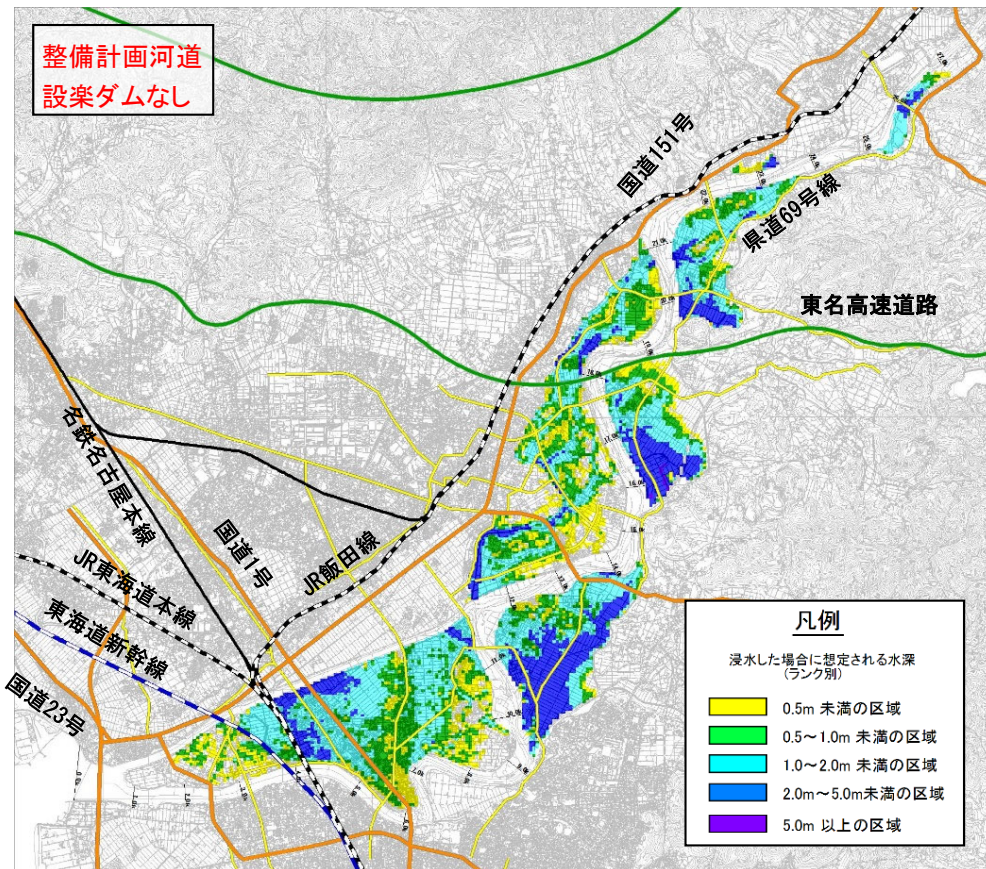 整備計画河道
設楽ダムなし
国道151号
県道69号線
東名高速道路
名鉄名古屋本線
国道1号
JR飯田線
JR東海道本線
東海道新幹線
国道23号
凡例
浸水した場合に想定される水深
(ランク別)
0.5m 未満の区域
0.5～1.0m 未満の区域
1.0～2.0m 未満の区域
2.0m～5.0m未満の区域
5.0m 以上の区域